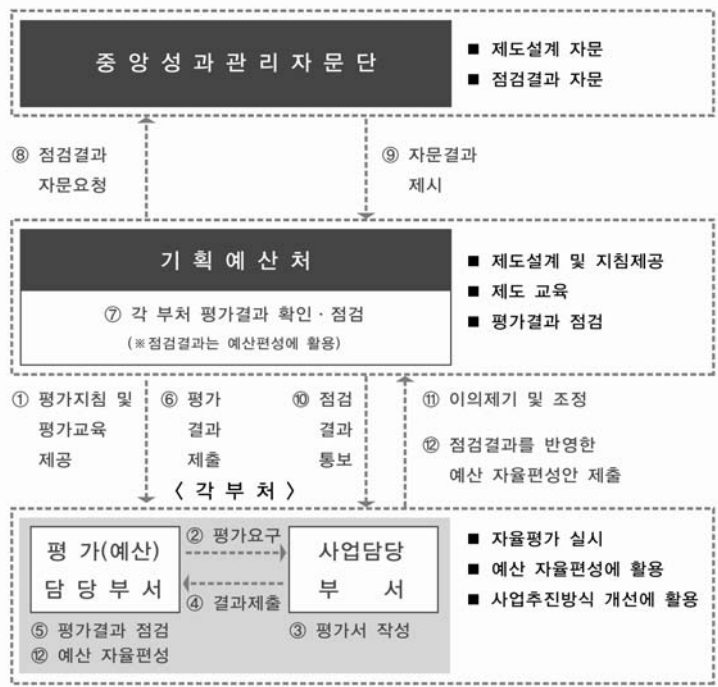 중 앙 성 과 관 리 자 문 단
■ 제도설계 자문
■ 점검결과 자문
⑧ 점검결과
자문요청
⑨ 자문결과
제시
기 획 예 산 처
⑦ 각 부처 평가결과 확인 · 점검
(※점검결과는 예산편성에 활용)
■ 제도설계 및 지침제공
■ 제도 교육
■ 평가결과 점검
① 평가지침 및
평가교육
제공
⑥ 평가
결과
제출
⑩ 점검
결과
통보
⑪ 이의제기 및 조정
⑫ 점검결과를 반영한
예산 자율편성안 제출
〈 각 부 처 〉
평 가(예산)
담 당 부 서
② 평가요구
④ 결과제출
사업담당
부 서
⑤ 평가결과 점검
⑫ 예산 자율편성
③ 평가서 작성
■ 자율평가 실시
■ 예산 자율편성에 활용
■ 사업추진방식 개선에 활용